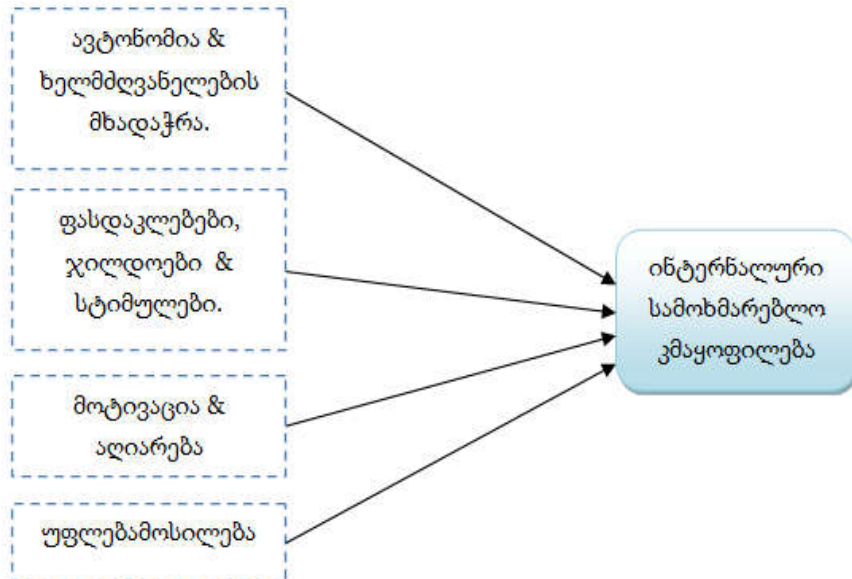 ავტონომია &
ხელმძღვანელების
მხადაჭრა.
ფასდაკლებები,
ჯილდოები &
სტიმულები.
მოტივაცია &
აღიარება
უფლებამოსილება
ინტერნალური
სამოხმარებლო
კმაყოფილება